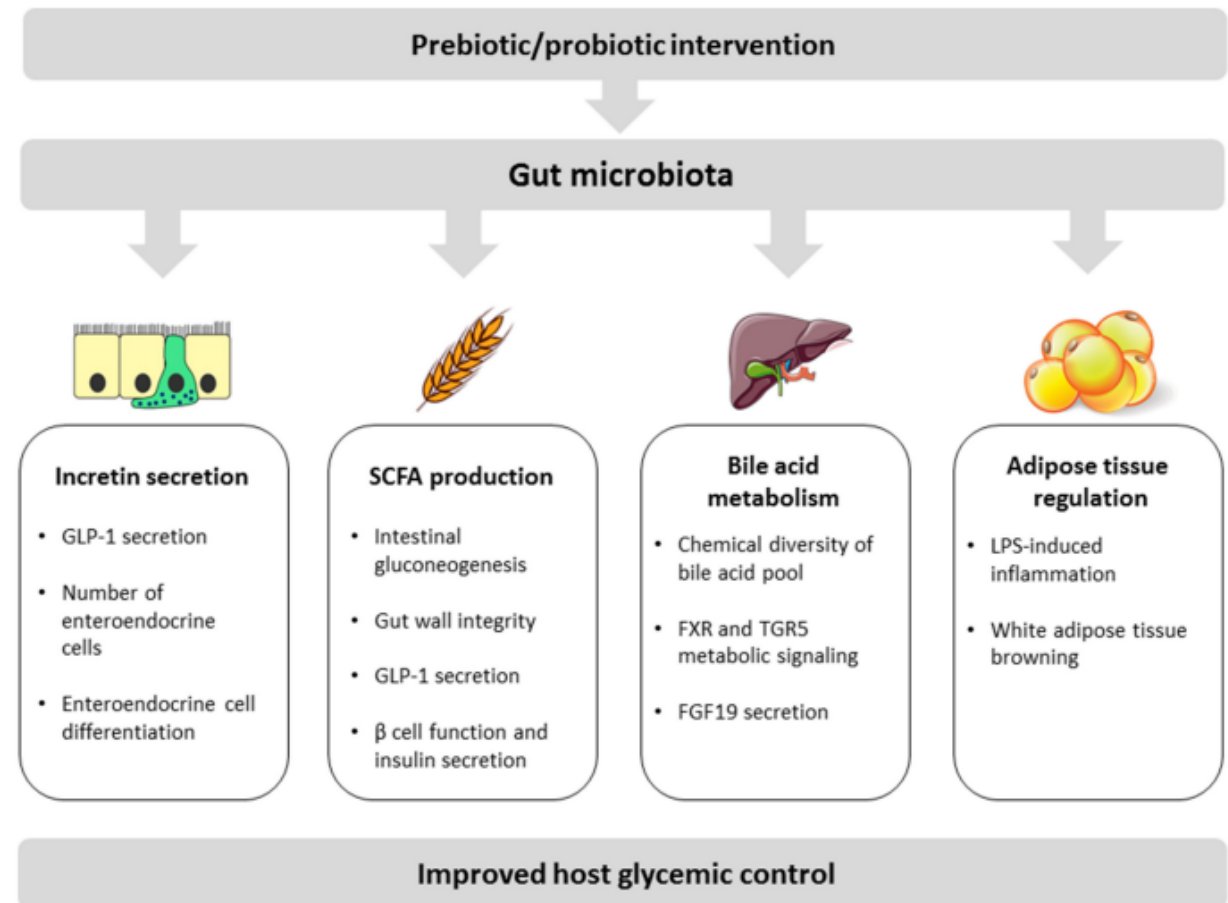 Prebiotic/probiotic intervention
Gut microbiota
Incretin secretion
• GLP-1 secretion
• Number of
enteroendocrine
cells
• Enteroendocrine cell
differentiation
SCFA production
• Intestinal
gluconeogenesis
• Gut wall integrity
• GLP-1 secretion
• β cell function and
insulin secretion
Bile acid
metabolism
• Chemical diversity of
bile acid pool
• FXR and TGR5
metabolic signaling
• FGF19 secretion
Adipose tissue
regulation
• LPS-induced
inflammation
• White adipose tissue
browning
Improved host glycemic control